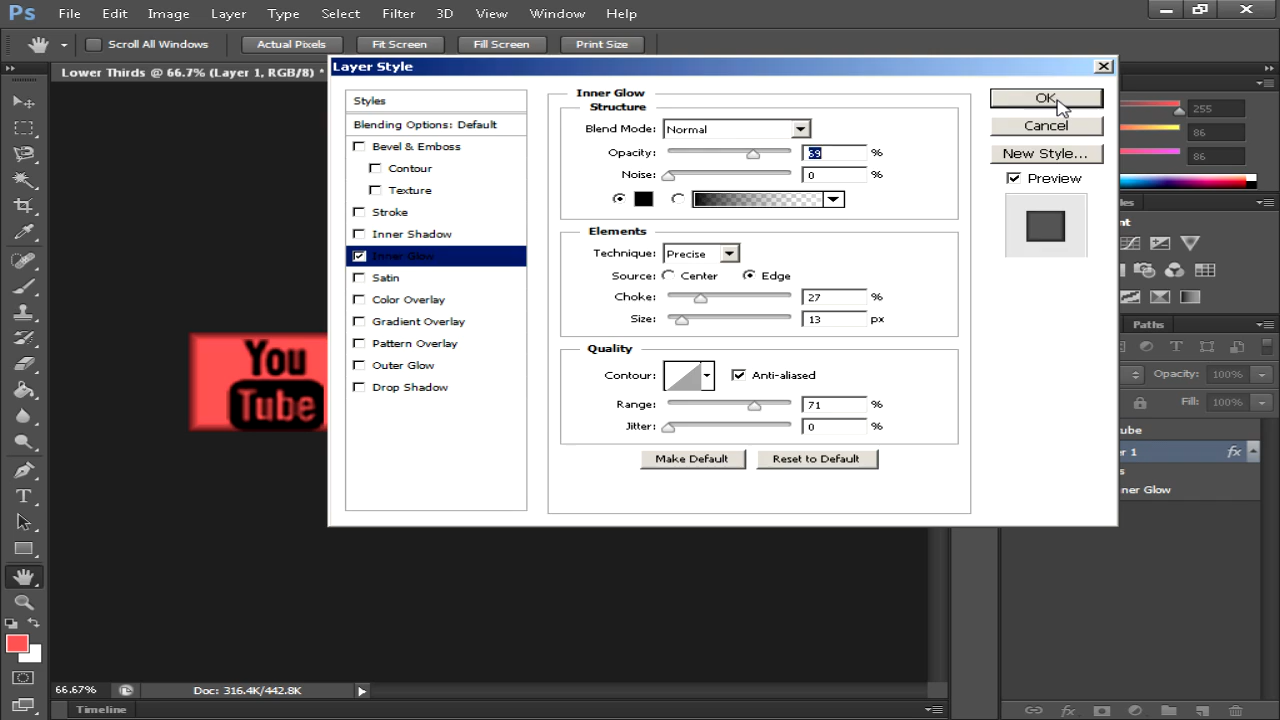 Ps File Edit Image Layer Type Select Filter 3D View Window Help
Scroll All Windows Actual Pixels Fit Screen Fill Screen Print Size
Lower Thirds @ 66.7% (Layer 1, RGB/8) *
Layer Style
Styles
Blending Options: Default
Bevel & Emboss
Contour
Texture
Stroke
Inner Shadow
Inner Glow
Satin
Color Overlay
Gradient Overlay
Pattern Overlay
Outer Glow
Drop Shadow
Inner Glow
Structure
Blend Mode: Normal
Opacity: 69 %
Noise: 0 %
Elements
Technique: Precise
Source: Center Edge
Choke: 27 %
Size: 13 px
Quality
Contour: Anti-aliased
Range: 71 %
Jitter: 0 %
Make Default Reset to Default
OK
Cancel
New Style...
Preview
255
86
86
Paths
Opacity: 100%
Fill: 100%
fx
ner Glow
You
Tube
T
66.67% Doc: 316.4K/442.8K
Timeline
fx